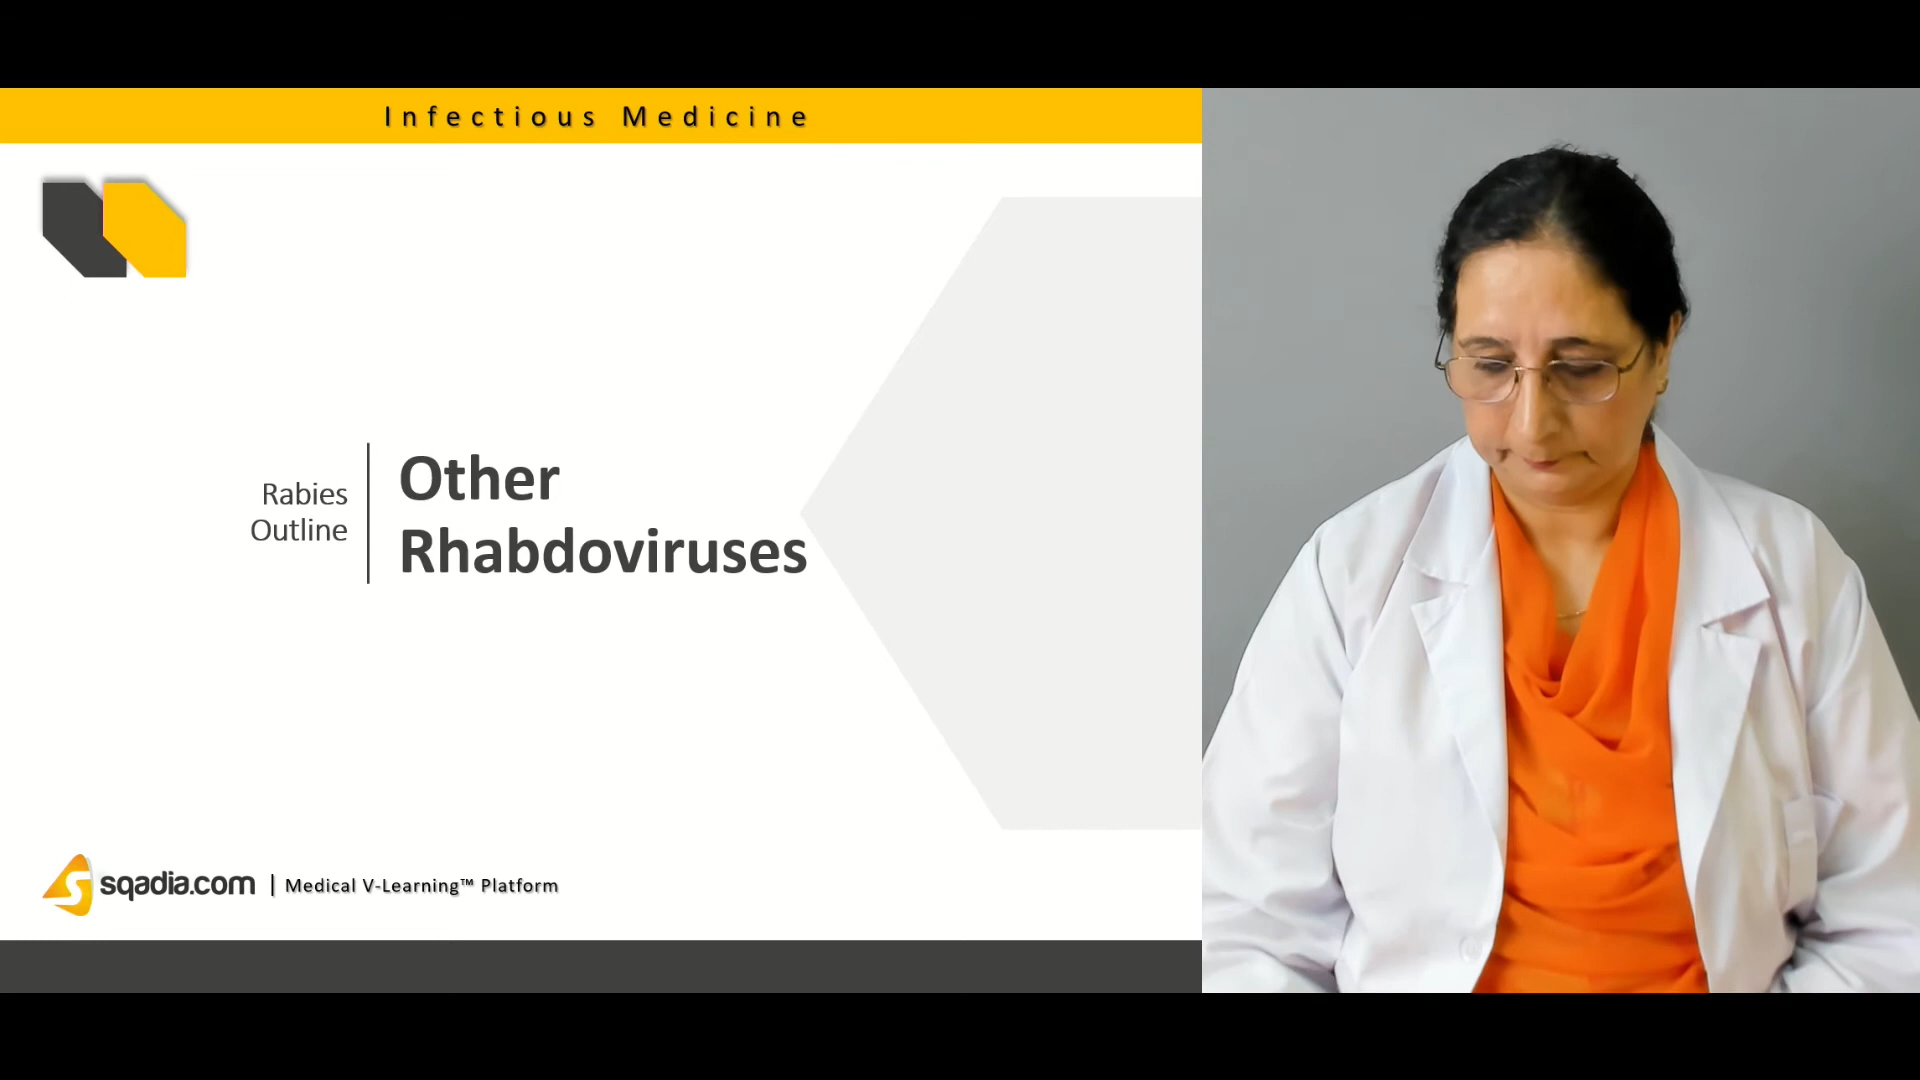 Infectious Medicine
Rabies
Outline
Other
Rhabdoviruses
sqadia.com | Medical V-Learning™ Platform